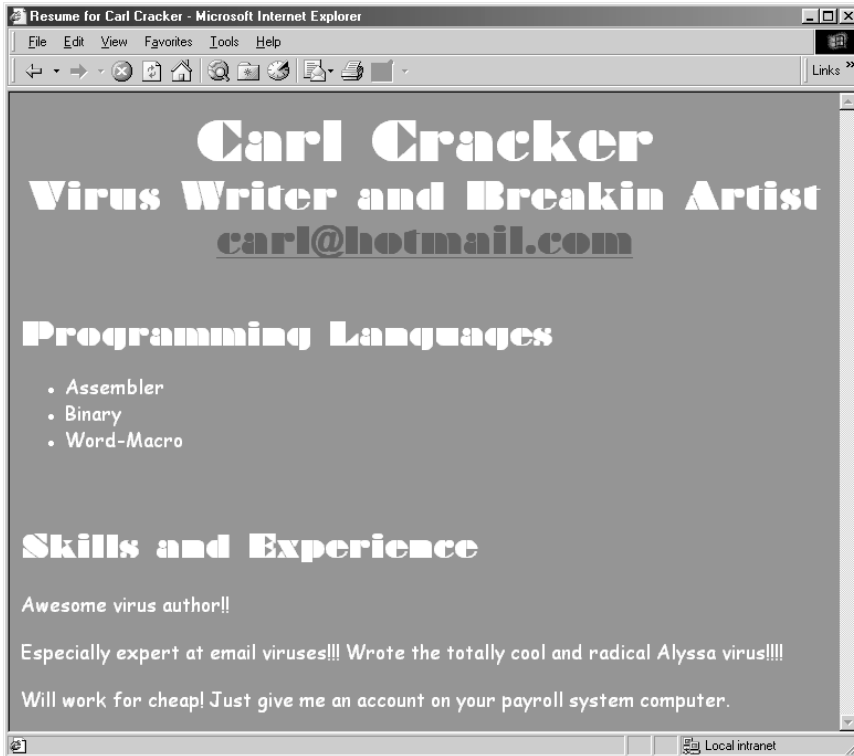 Resume for Carl Cracker - Microsoft Internet Explorer
File Edit View Favorites Tools Help
Links »
Carl Cracker
Virus Writer and Breakin Artist
carl@hotmail.com
Programming Languages
• Assembler
• Binary
• Word-Macro
Skills and Experience
Awesome virus author!!
Especially expert at email viruses!!! Wrote the totally cool and radical Alyssa virus!!!!
Will work for cheap! Just give me an account on your payroll system computer.
Local intranet